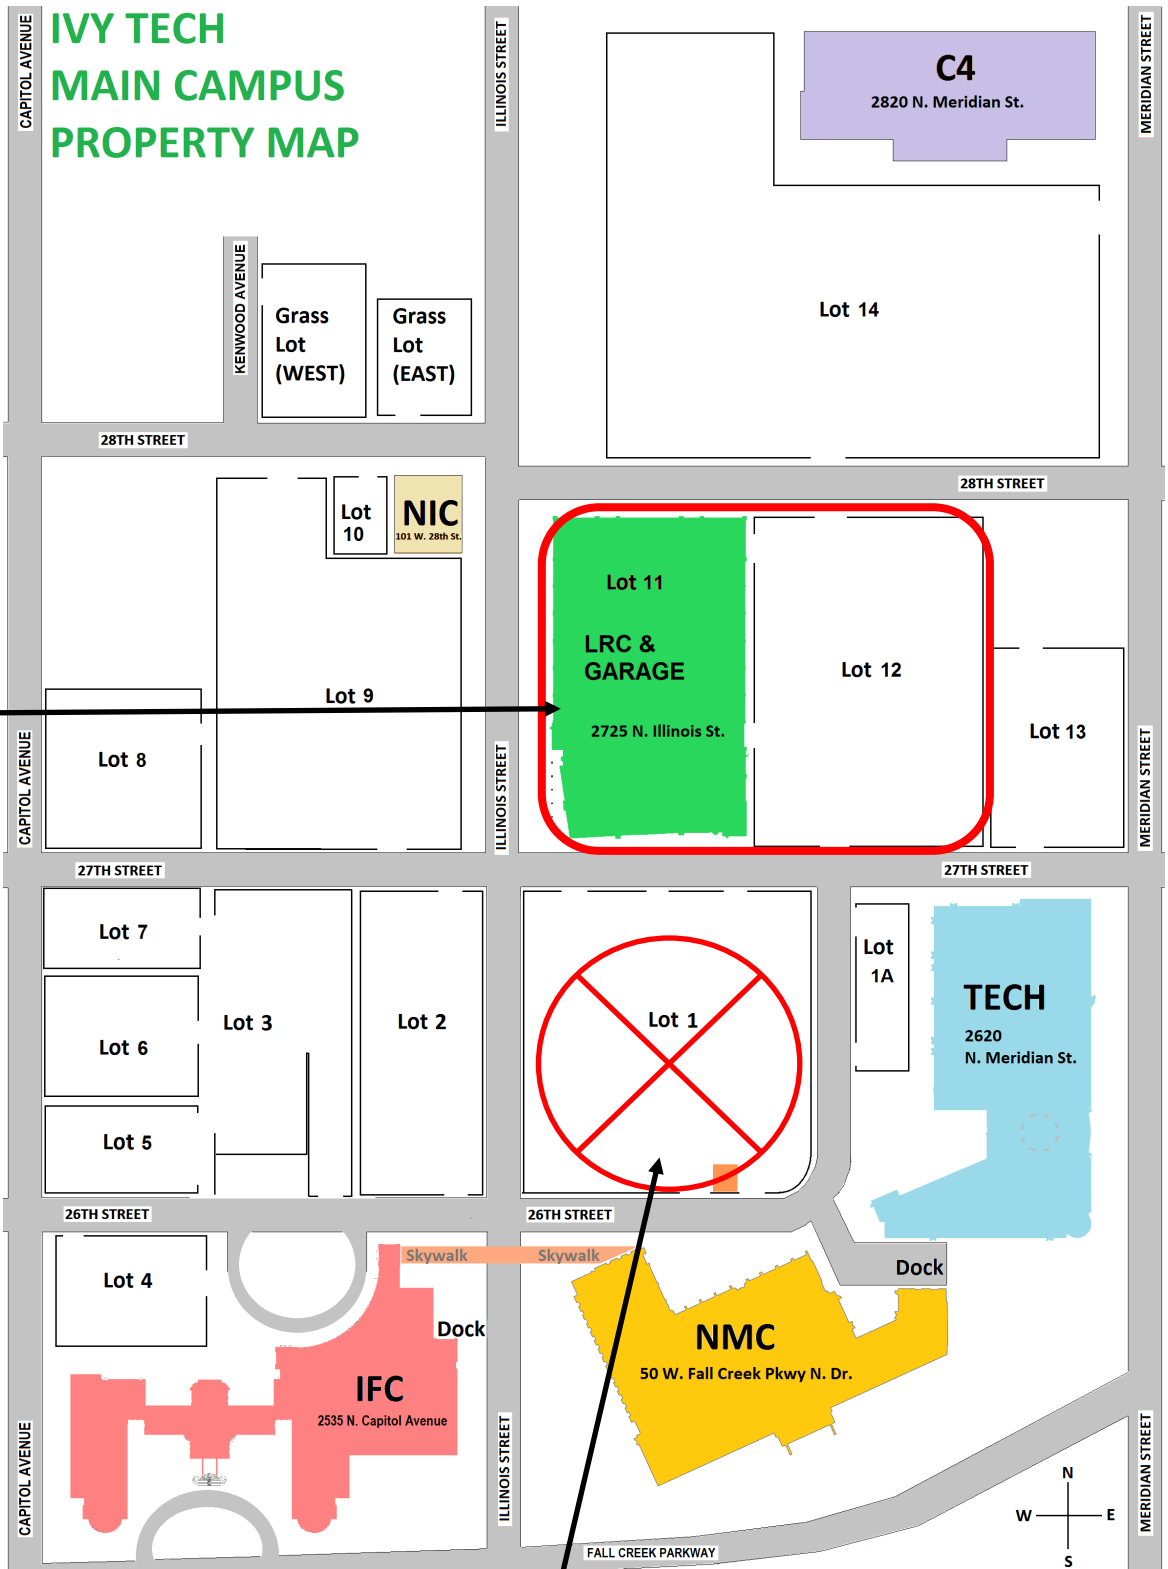 IVY TECH
MAIN CAMPUS
PROPERTY MAP
CAPITOL AVENUE
ILLINOIS STREET
MERIDIAN STREET
C4
2820 N. Meridian St.
KENWOOD AVENUE
Grass
Lot
(WEST)
Grass
Lot
(EAST)
Lot 14
28TH STREET
28TH STREET
Lot
10
NIC
101 W. 28th St.
Lot 11
LRC &
GARAGE
2725 N. Illinois St.
Lot 12
Lot 9
Lot 8
Lot 13
CAPITOL AVENUE
ILLINOIS STREET
MERIDIAN STREET
27TH STREET
27TH STREET
Lot 7
Lot 6
Lot 5
Lot 3
Lot 2
Lot 1
Lot
1A
TECH
2620
N. Meridian St.
26TH STREET
26TH STREET
Skywalk
Skywalk
Lot 4
Dock
Dock
NMC
50 W. Fall Creek Pkwy N. Dr.
IFC
2535 N. Capitol Avenue
CAPITOL AVENUE
ILLINOIS STREET
MERIDIAN STREET
N
W
E
S
FALL CREEK PARKWAY